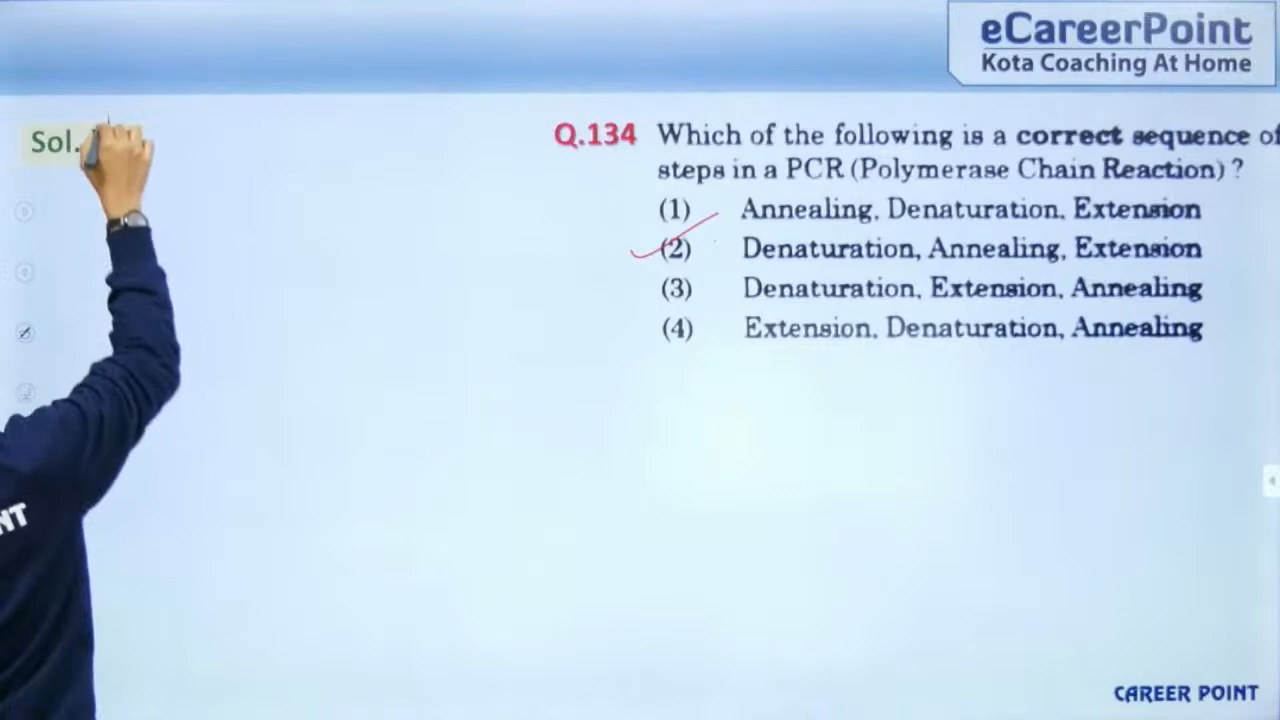 eCareerPoint
Kota Coaching At Home
Sol.
Q.134 Which of the following is a correct sequence of
steps in a PCR (Polymerase Chain Reaction) ?
(1) Annealing, Denaturation, Extension
(2) Denaturation, Annealing, Extension
(3) Denaturation, Extension, Annealing
(4) Extension, Denaturation, Annealing
NT
CAREER POINT